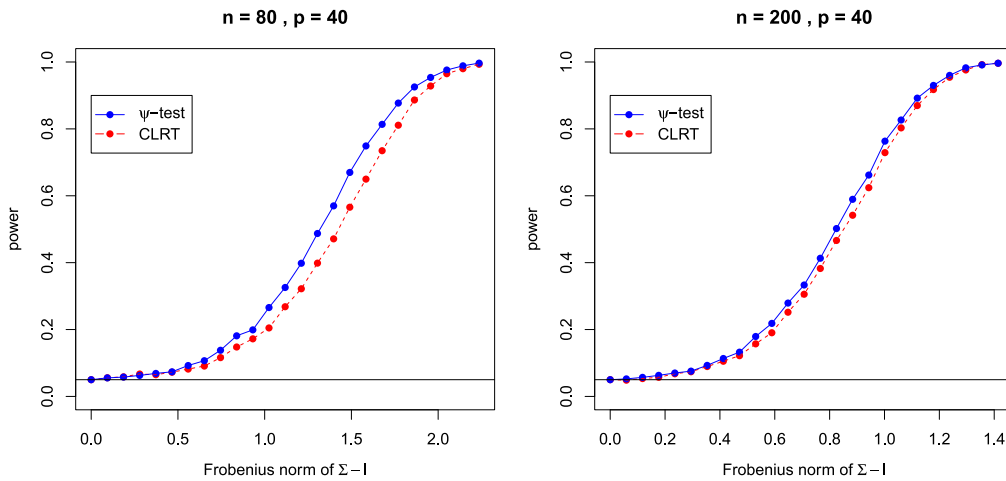 n = 80 , p = 40
power
0.0
0.2
0.4
0.6
0.8
1.0
ψ−test
CLRT
0.0 0.5 1.0 1.5 2.0
Frobenius norm of Σ−I
n = 200 , p = 40
power
0.0
0.2
0.4
0.6
0.8
1.0
ψ−test
CLRT
0.0 0.2 0.4 0.6 0.8 1.0 1.2 1.4
Frobenius norm of Σ−I